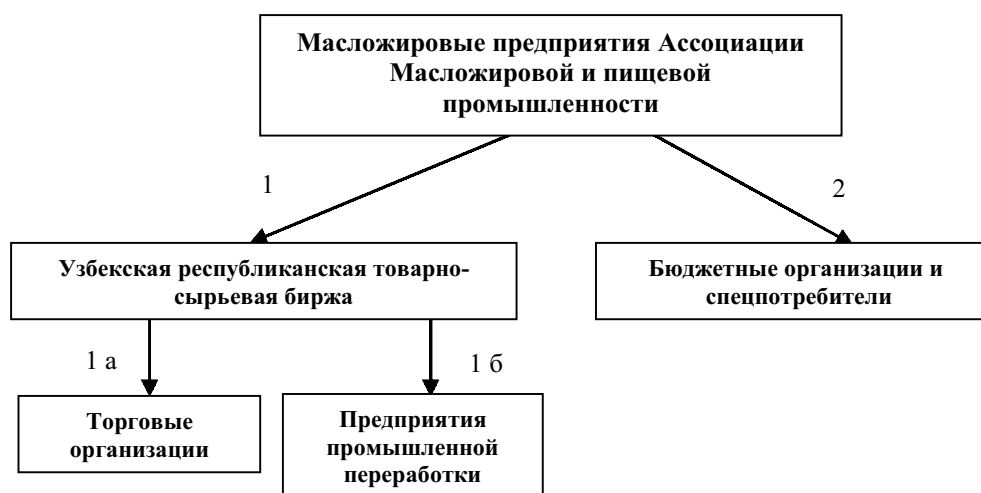 Масложировые предприятия Ассоциации
Масложировой и пищевой
промышленности
1
2
Узбекская республиканская товарно-
сырьевая биржа
Бюджетные организации и
спецпотребители
1 а
1 б
Торговые
организации
Предприятия
промышленной
переработки